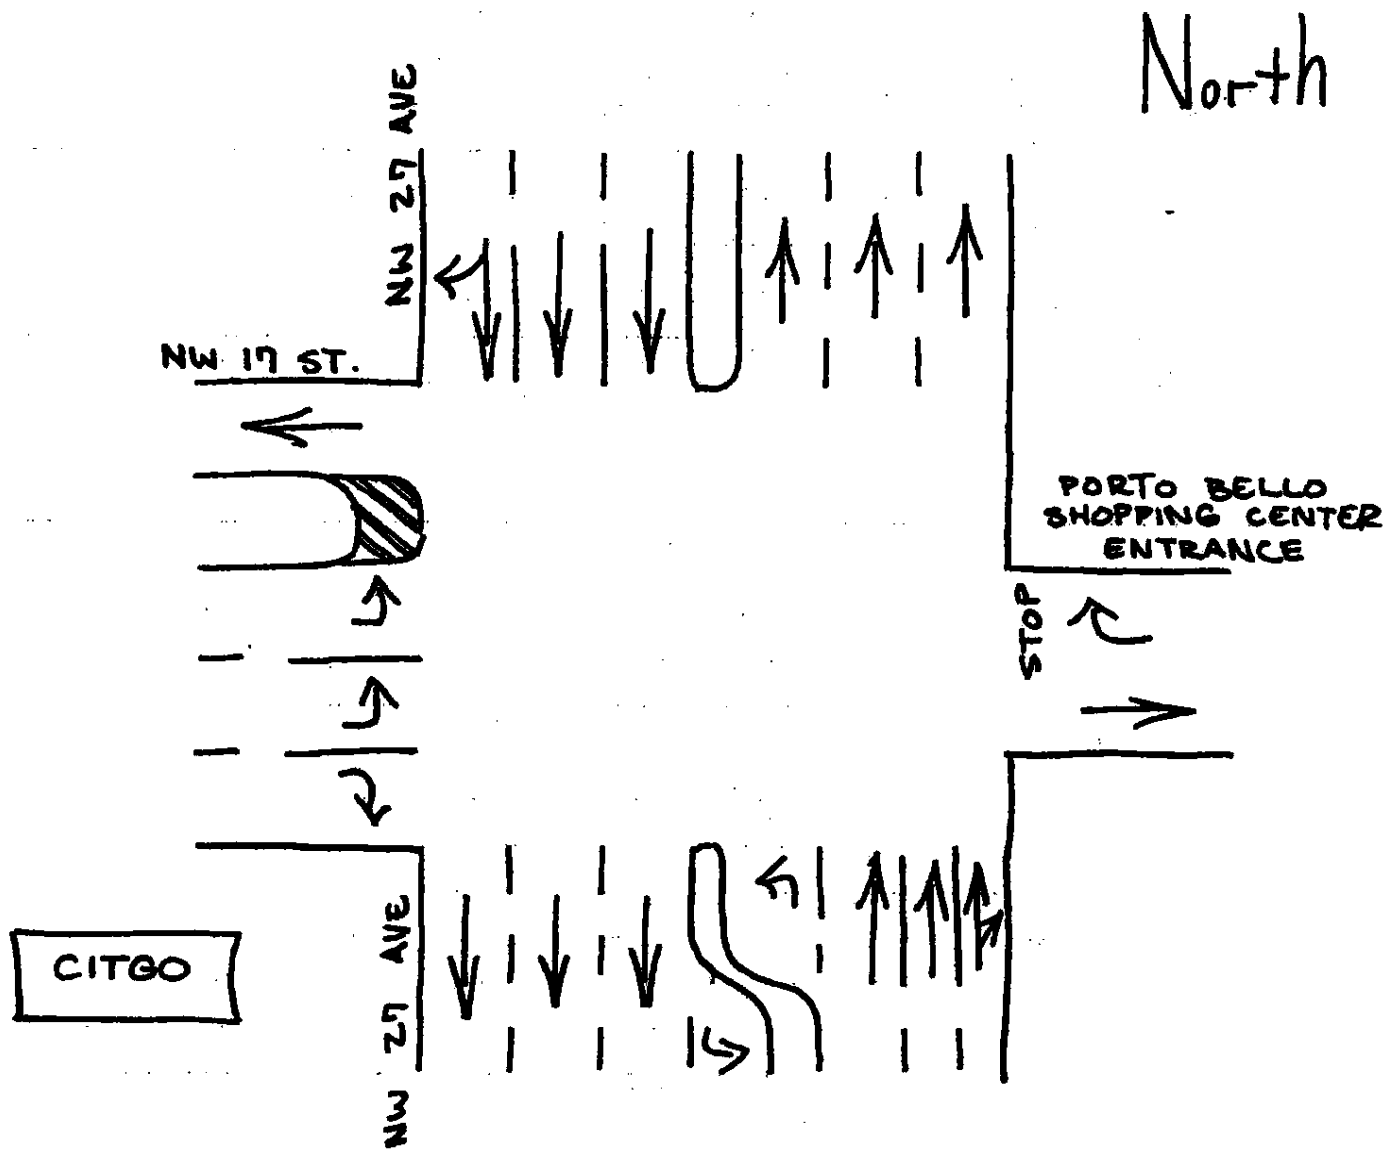 North
NW 27 AVE
NW 17 ST.
PORTO BELLO
SHOPPING CENTER
ENTRANCE
STOP
CITGO
NW 27 AVE